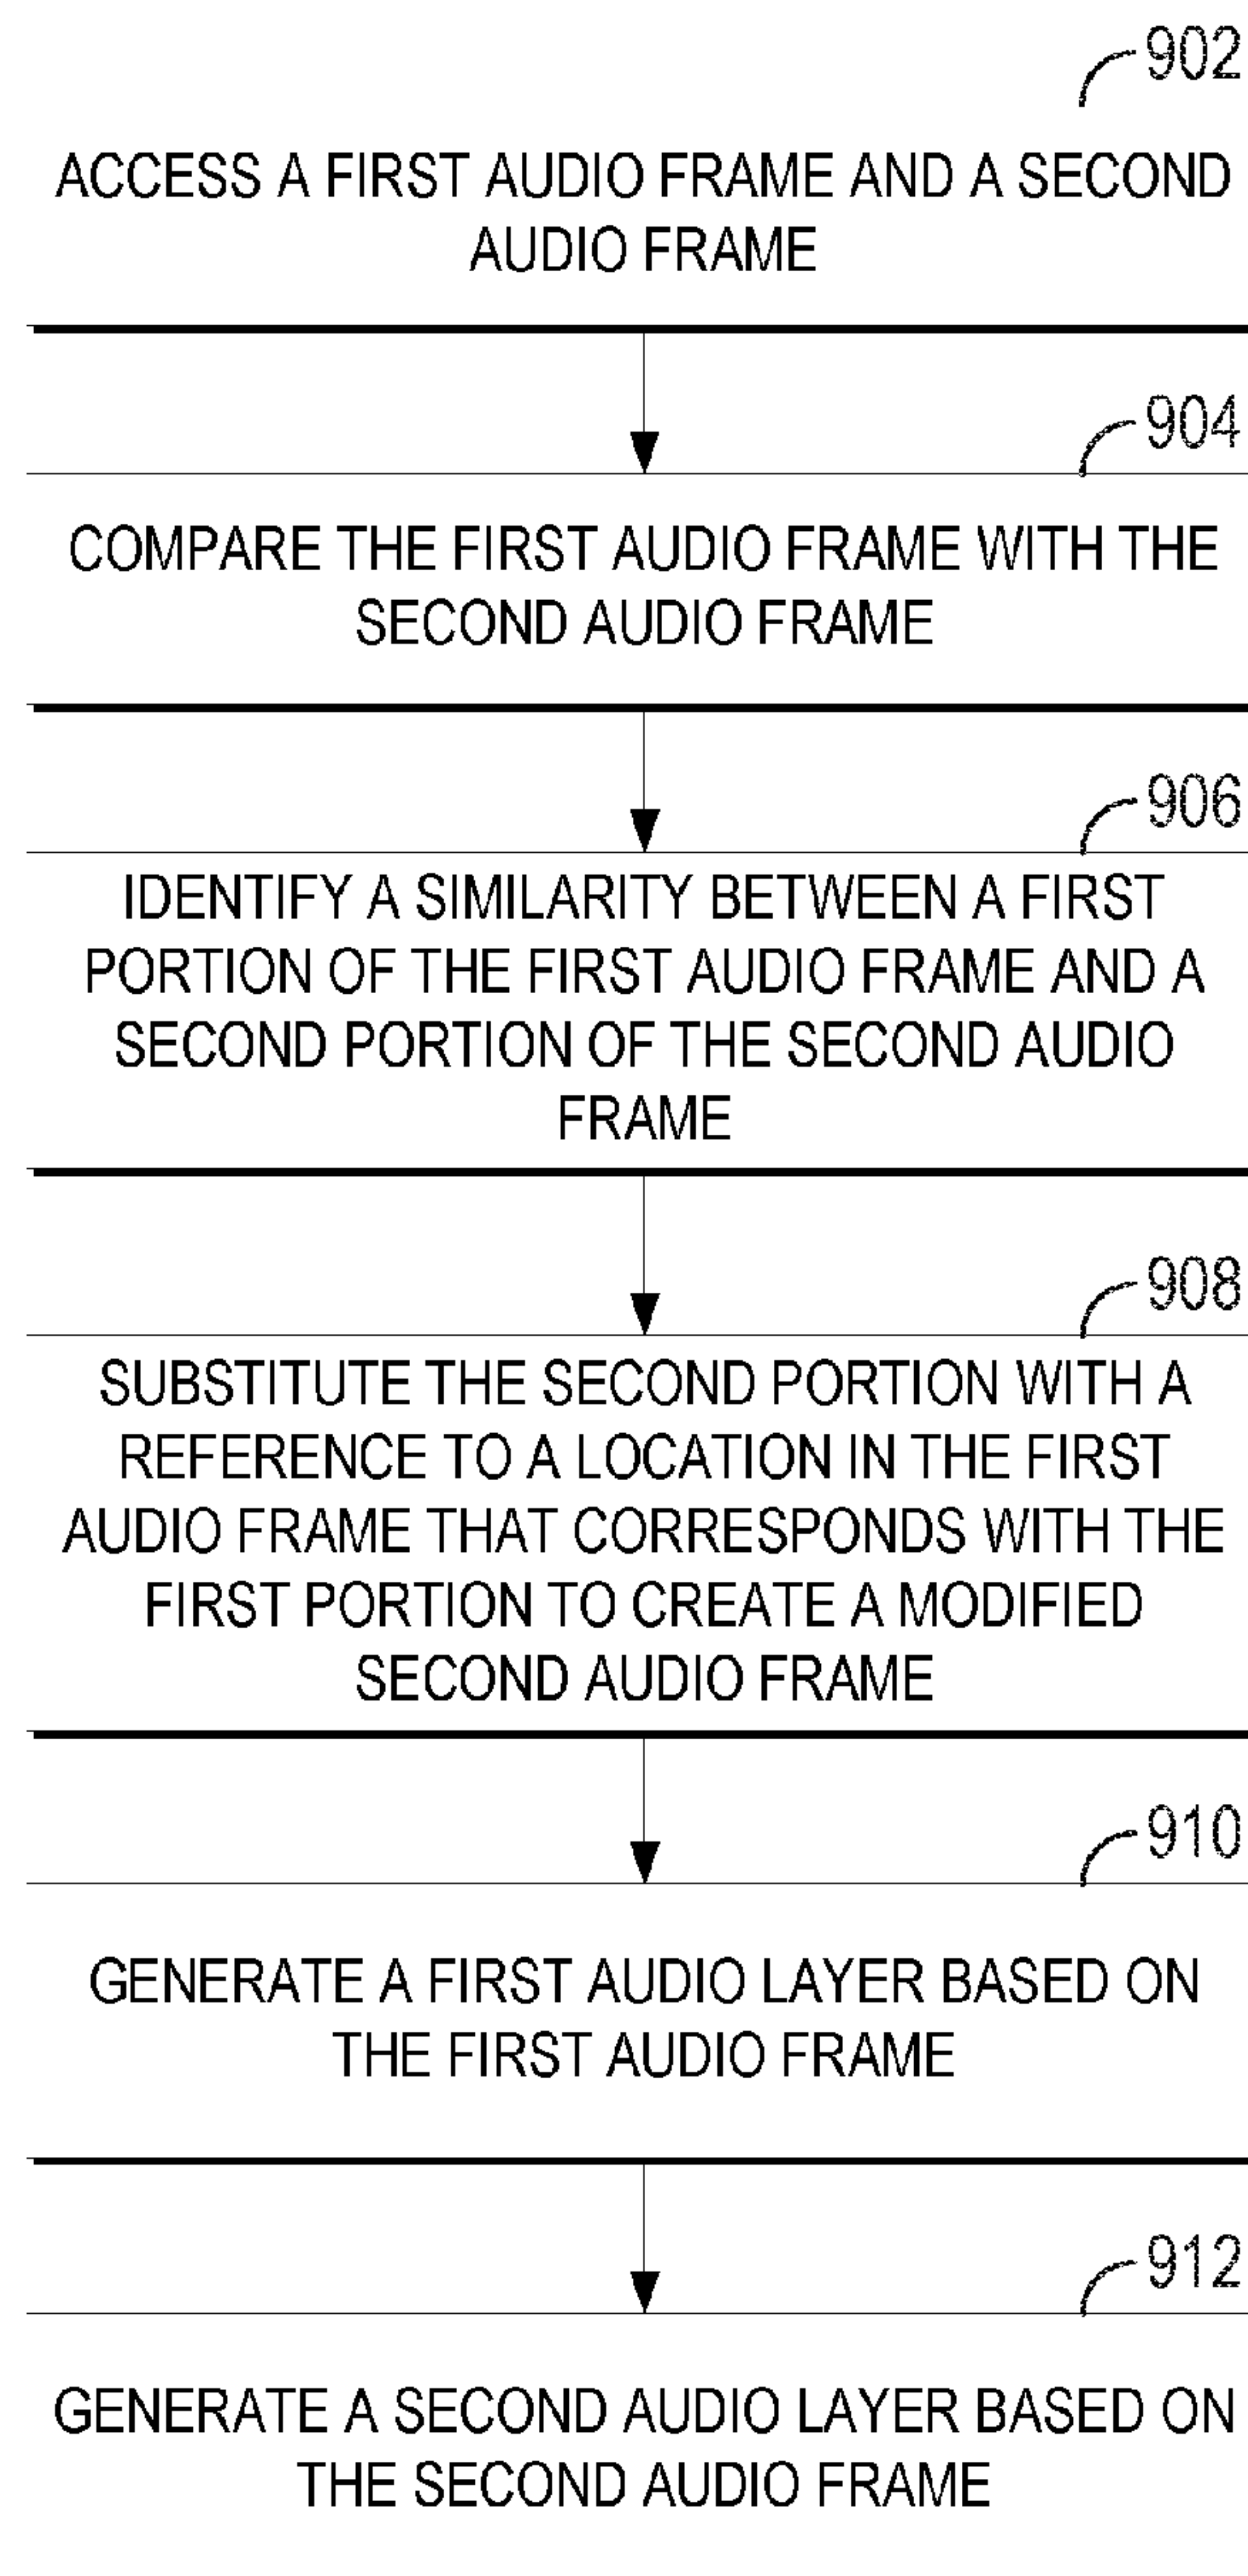 902
ACCESS A FIRST AUDIO FRAME AND A SECOND
AUDIO FRAME
904
COMPARE THE FIRST AUDIO FRAME WITH THE
SECOND AUDIO FRAME
906
IDENTIFY A SIMILARITY BETWEEN A FIRST
PORTION OF THE FIRST AUDIO FRAME AND A
SECOND PORTION OF THE SECOND AUDIO
FRAME
908
SUBSTITUTE THE SECOND PORTION WITH A
REFERENCE TO A LOCATION IN THE FIRST
AUDIO FRAME THAT CORRESPONDS WITH THE
FIRST PORTION TO CREATE A MODIFIED
SECOND AUDIO FRAME
910
GENERATE A FIRST AUDIO LAYER BASED ON
THE FIRST AUDIO FRAME
912
GENERATE A SECOND AUDIO LAYER BASED ON
THE SECOND AUDIO FRAME